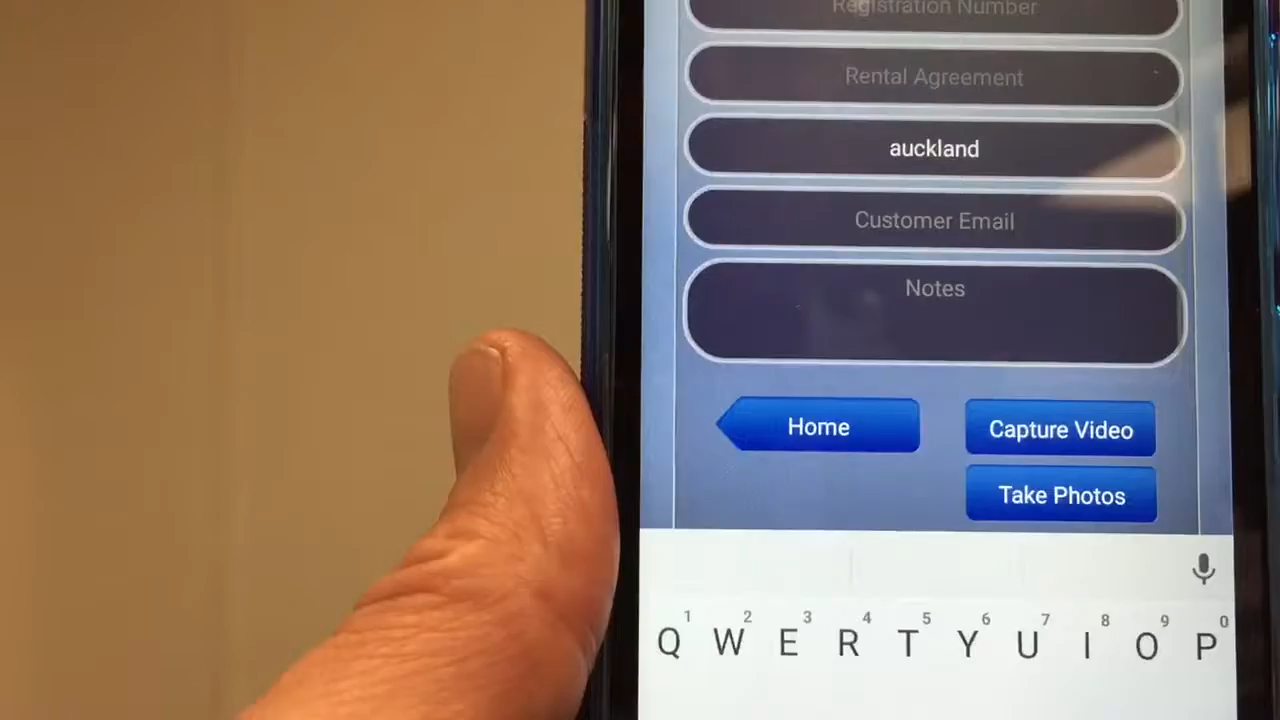 Registration Number
Rental Agreement
auckland
Customer Email
Notes
Home
Capture Video
Take Photos
1 2 3 4 5 6 7 8 9 0
Q W E R T Y U I O P